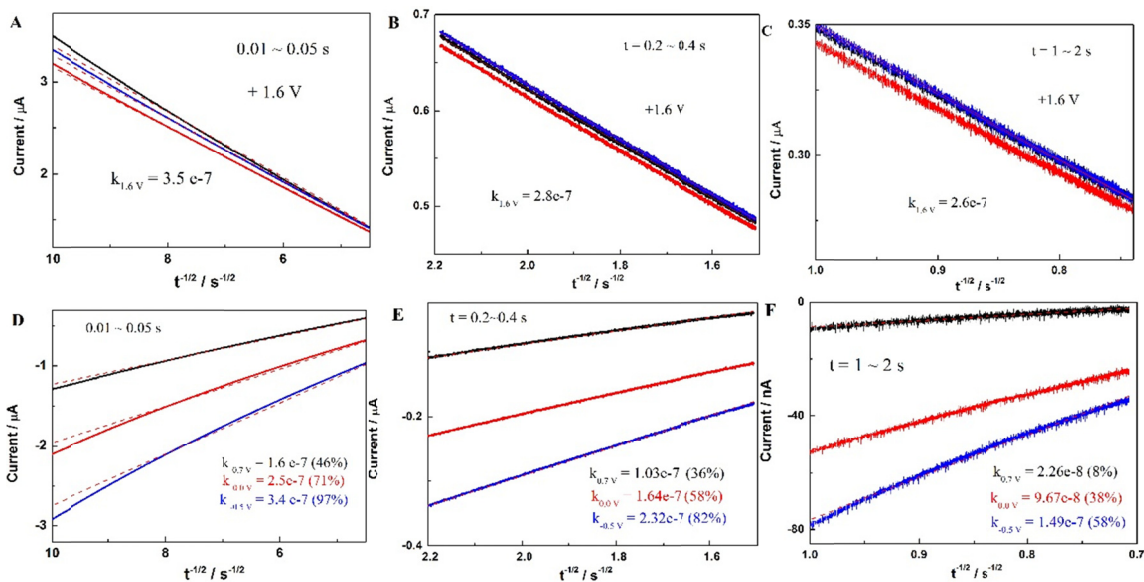 A
0.01 ~ 0.05 s
+ 1.6 V
k1.6 V = 3.5 e-7
Current / μA
3
2
10
8
6
t-1/2 / s-1/2
B
t = 0.2 ~ 0.4 s
+1.6 V
k1.6 V = 2.8e-7
Current / μA
0.7
0.6
0.5
2.2
2.0
1.8
1.6
t-1/2 / s-1/2
C
t = 1 ~ 2 s
+1.6 V
k1.6 V = 2.6e-7
Current / μA
0.35
0.30
1.0
0.9
0.8
t-1/2 / s-1/2
D
0.01 ~ 0.05 s
k0.7 V = 1.6 e-7 (46%)
k0.0 V = 2.5e-7 (71%)
k-0.5 V = 3.4 e-7 (97%)
Current / μA
-1
-2
-3
10
8
6
t-1/2 / s-1/2
E
t = 0.2~0.4 s
k0.7 V = 1.03e-7 (36%)
k0.0 V = 1.64e-7 (58%)
k-0.5 V = 2.32e-7 (82%)
Current / μA
-0.2
-0.4
2.2
2.0
1.8
1.6
t-1/2 / s-1/2
F
t = 1 ~ 2 s
k0.7 V = 2.26e-8 (8%)
k0.0 V = 9.67e-8 (38%)
k-0.5 V = 1.49e-7 (58%)
Current / nA
0
-40
-80
1.0
0.9
0.8
0.7
t-1/2 / s-1/2